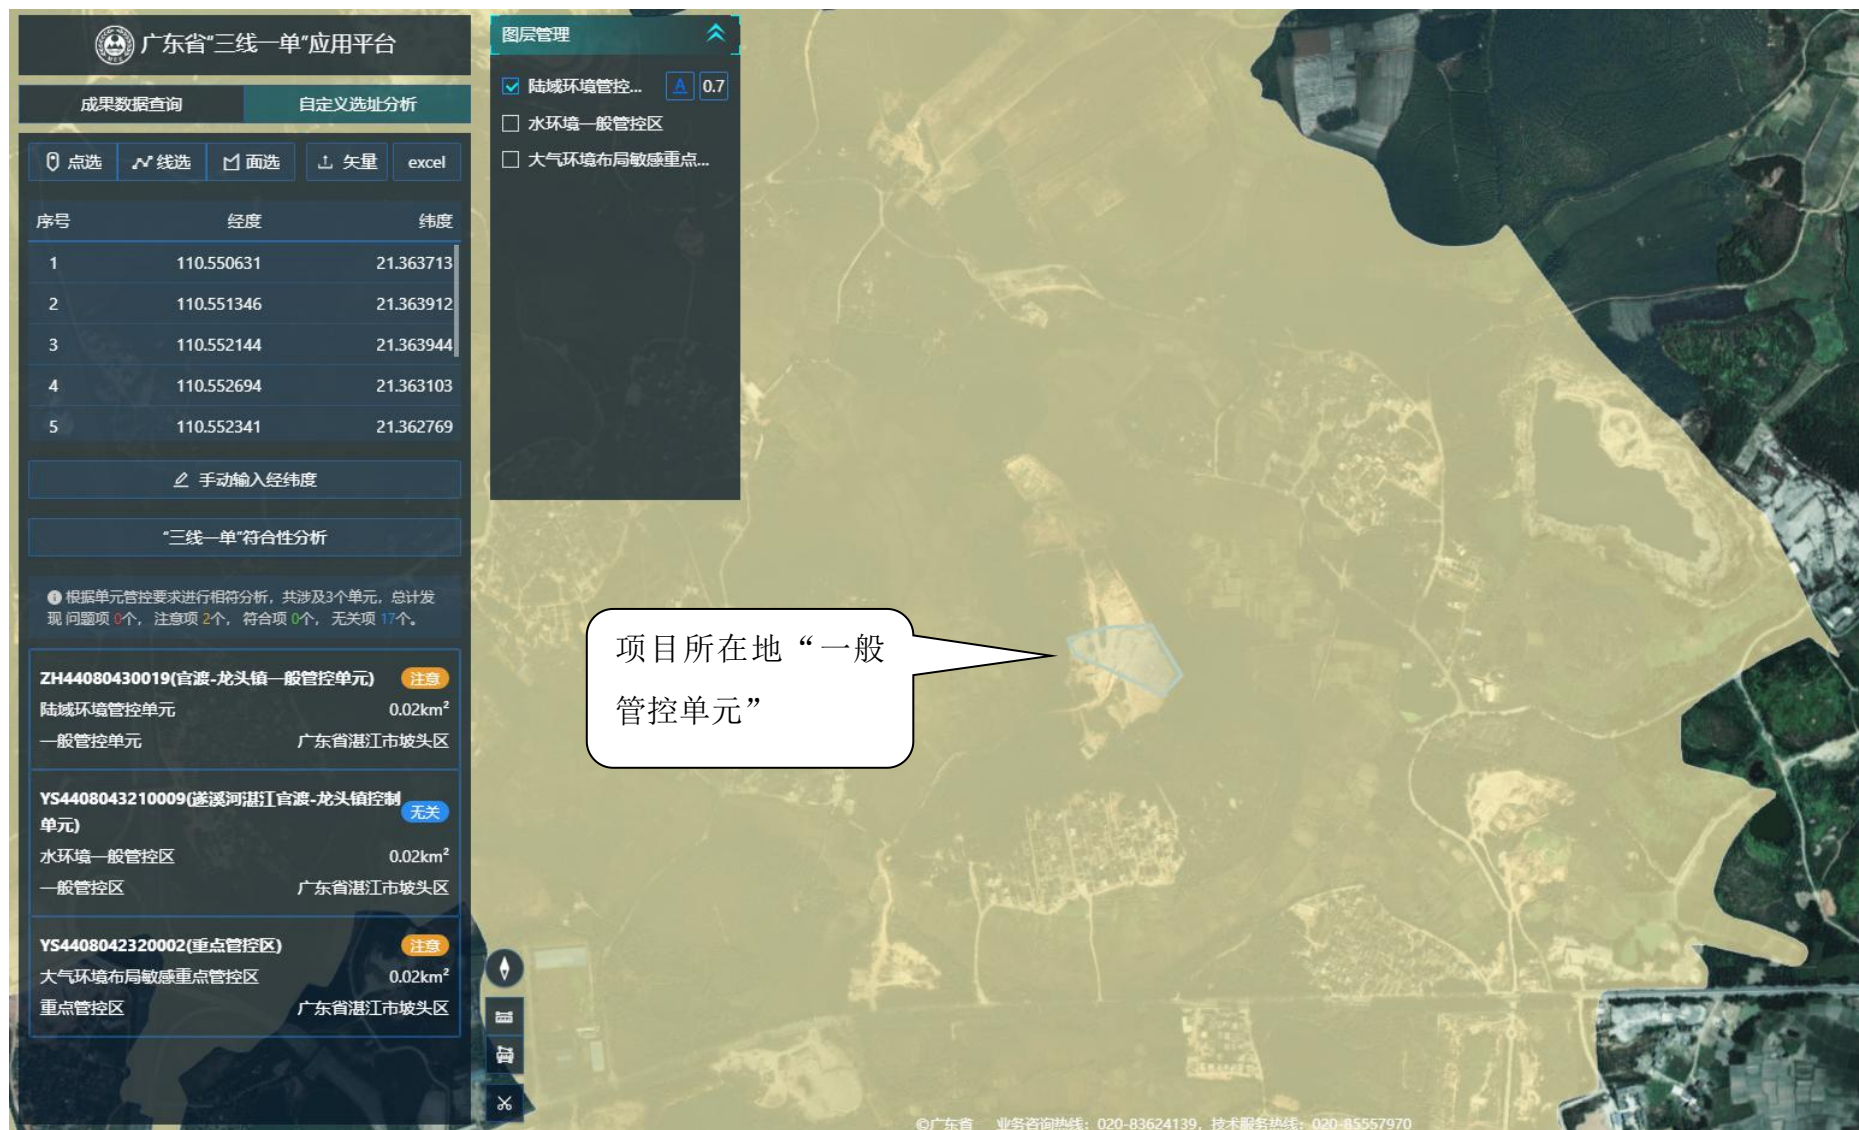 广东省“三线一单”应用平台
成果数据查询 自定义选址分析
点选 线选 面选 矢量 excel
序号 经度 纬度
1 110.550631 21.363713
2 110.551346 21.363912
3 110.552144 21.363944
4 110.552694 21.363103
5 110.552341 21.362769
手动输入经纬度
“三线一单”符合性分析
根据单元管控要求进行相符分析，共涉及3个单元，总计发
现 问题项 0个， 注意项 2个， 符合项 0个， 无关项 17个。
ZH44080430019(官渡-龙头镇一般管控单元) 注意
陆域环境管控单元 0.02km²
一般管控单元 广东省湛江市坡头区
YS4408043210009(遂溪河湛江官渡-龙头镇控制
单元) 无关
水环境一般管控区 0.02km²
一般管控区 广东省湛江市坡头区
YS4408042320002(重点管控区) 注意
大气环境布局敏感重点管控区 0.02km²
重点管控区 广东省湛江市坡头区
图层管理
陆域环境管控... A 0.7
水环境一般管控区
大气环境布局敏感重点...
项目所在地“一般
管控单元”
©广东省 业务咨询热线：020-83624139，技术服务热线：020-85557970